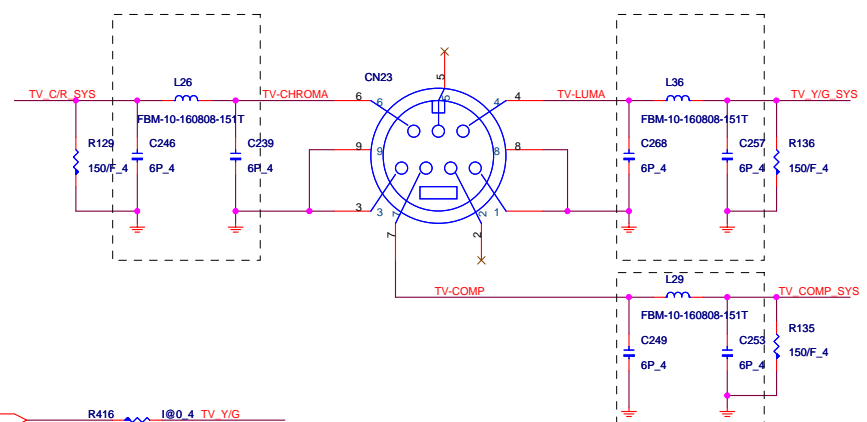 5
CN23
L26
L36
5
TV_C/R_SYS
TV-CHROMA
6
6
4
4
TV-LUMA
TV_Y/G_SYS
FBM-10-160808-151T
FBM-10-160808-151T
R129
C246
C239
9
9
8
8
C268
C257
R136
150/F_4
6P_4
6P_4
6P_4
6P_4
150/F_4
3
3
7
2
1
1
7
2
L29
TV-COMP
TV_COMP_SYS
FBM-10-160808-151T
R135
C249
C253
150/F_4
6P_4
6P_4
R416
I@0_4
TV_Y/G